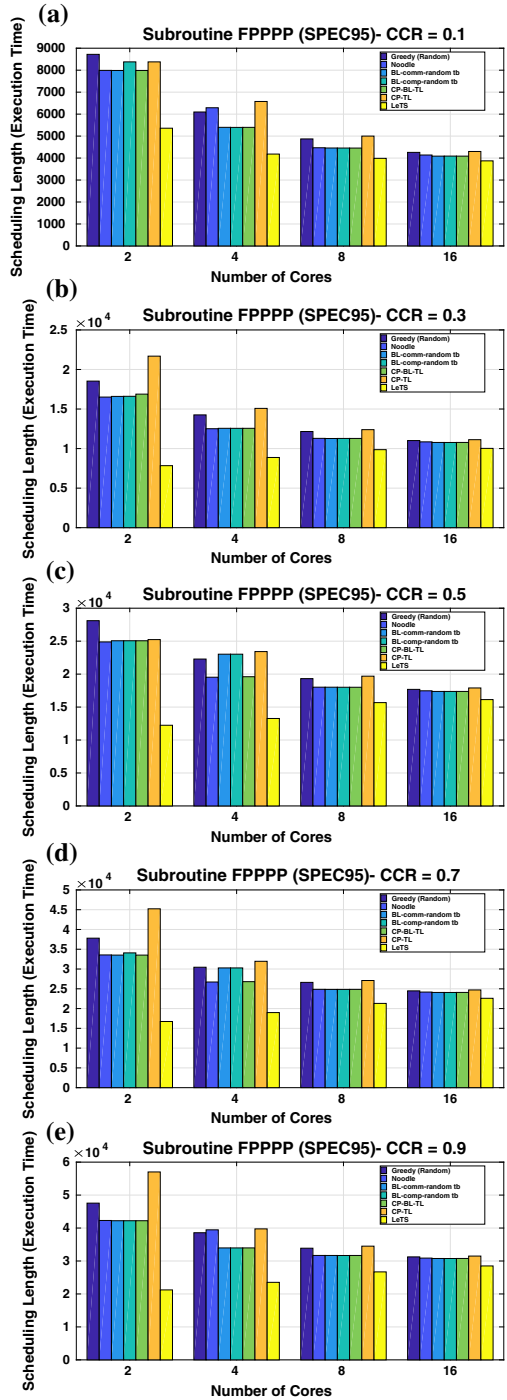 (a)
Subroutine FPPPP (SPEC95)- CCR = 0.1
Scheduling Length (Execution Time)
9000
8000
7000
6000
5000
4000
3000
2000
1000
0
Greedy (Random)
Noodle
BL-comm-random tb
BL-comp-random tb
CP-BL-TL
CP-TL
LeTS
2 4 8 16
Number of Cores
(b)
Subroutine FPPPP (SPEC95)- CCR = 0.3
×10⁴
Scheduling Length (Execution Time)
2.5
2
1.5
1
0.5
0
Greedy (Random)
Noodle
BL-comm-random tb
BL-comp-random tb
CP-BL-TL
CP-TL
LeTS
2 4 8 16
Number of Cores
(c)
Subroutine FPPPP (SPEC95)- CCR = 0.5
×10⁴
Scheduling Length (Execution Time)
3
2.5
2
1.5
1
0.5
0
Greedy (Random)
Noodle
BL-comm-random tb
BL-comp-random tb
CP-BL-TL
CP-TL
LeTS
2 4 8 16
Number of Cores
(d)
Subroutine FPPPP (SPEC95)- CCR = 0.7
×10⁴
Scheduling Length (Execution Time)
5
4.5
4
3.5
3
2.5
2
1.5
1
0.5
0
Greedy (Random)
Noodle
BL-comm-random tb
BL-comp-random tb
CP-BL-TL
CP-TL
LeTS
2 4 8 16
Number of Cores
(e)
Subroutine FPPPP (SPEC95)- CCR = 0.9
×10⁴
Scheduling Length (Execution Time)
6
5
4
3
2
1
0
Greedy (Random)
Noodle
BL-comm-random tb
BL-comp-random tb
CP-BL-TL
CP-TL
LeTS
2 4 8 16
Number of Cores